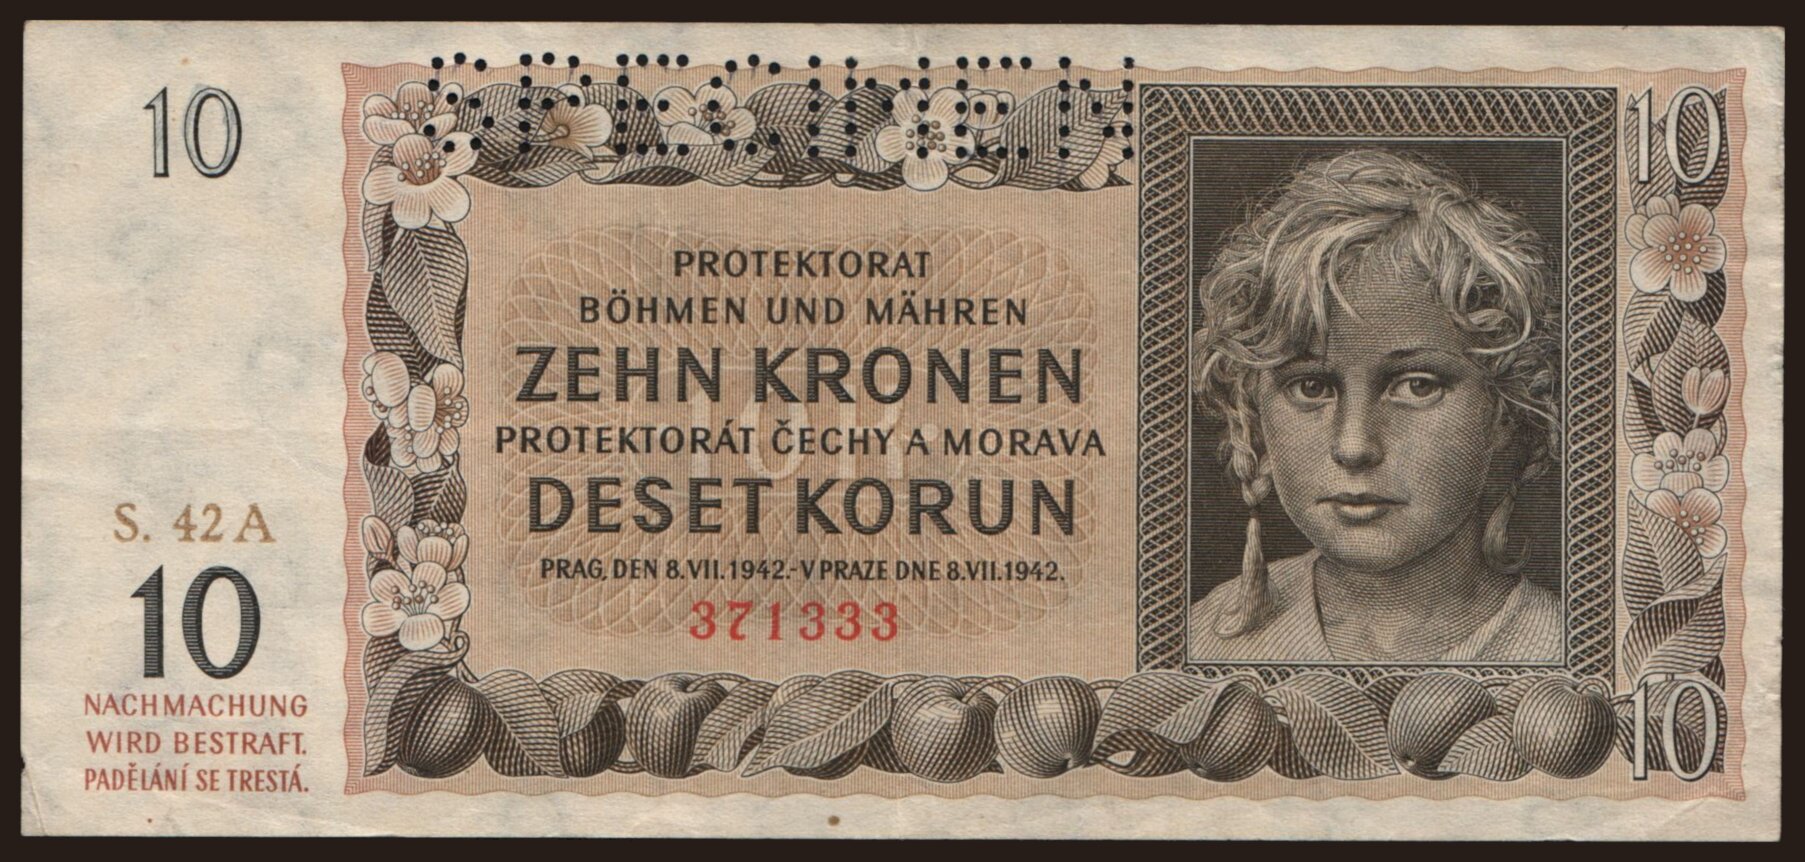 SPECIMEN
10
10
PROTEKTORAT
BÖHMEN UND MÄHREN
ZEHN KRONEN
PROTEKTORÁT ČECHY A MORAVA
DESET KORUN
PRAG, DEN 8.VII.1942.-V PRAZE DNE 8.VII.1942.
371333
S. 42 A
10
NACHMACHUNG
WIRD BESTRAFT.
PADĚLÁNÍ SE TRESTÁ.
10